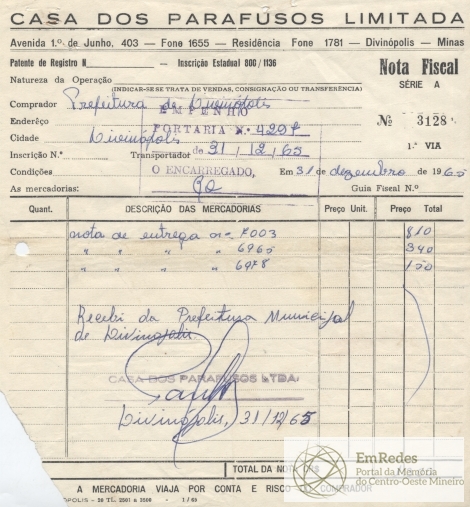 CASA DOS PARAFUSOS LIMITADA
Avenida 1.º de Junho, 403 — Fone 1655 — Residência Fone 1781 — Divinópolis — Minas
Patente de Registro N Inscrição Estadual 800/1136 Nota Fiscal
Natureza da Operação SÉRIE A
(INDICAR-SE SE TRATA DE VENDAS, CONSIGNAÇÃO OU TRANSFERÊNCIA)
Comprador Prefeitura de Divinópolis
EMPENHO
Endereço PORTARIA N.º 4297 Nº 3128
Cidade Divinópolis de 31/12/65 1.ª VIA
Inscrição N.º Transportador
Condições O ENCARREGADO, Em 31 de dezembro de 1965
As mercadorias: Guia Fiscal N.º
Quant. DESCRIÇÃO DAS MERCADORIAS Preço Unit. Preço Total
nota de entrega nº 7003 810
" " " " 6965 340
" " " " 6978
Recibi da Prefeitura Municipal
de Divinopolis.
CASA DOS PARAFUSOS LTDA.
Divinópolis, 31/12/65
TOTAL DA NOTA
A MERCADORIA VIAJA POR CONTA E RISCO DO COMPRADOR
EmRedes
Portal da Memória
do Centro-Oeste Mineiro